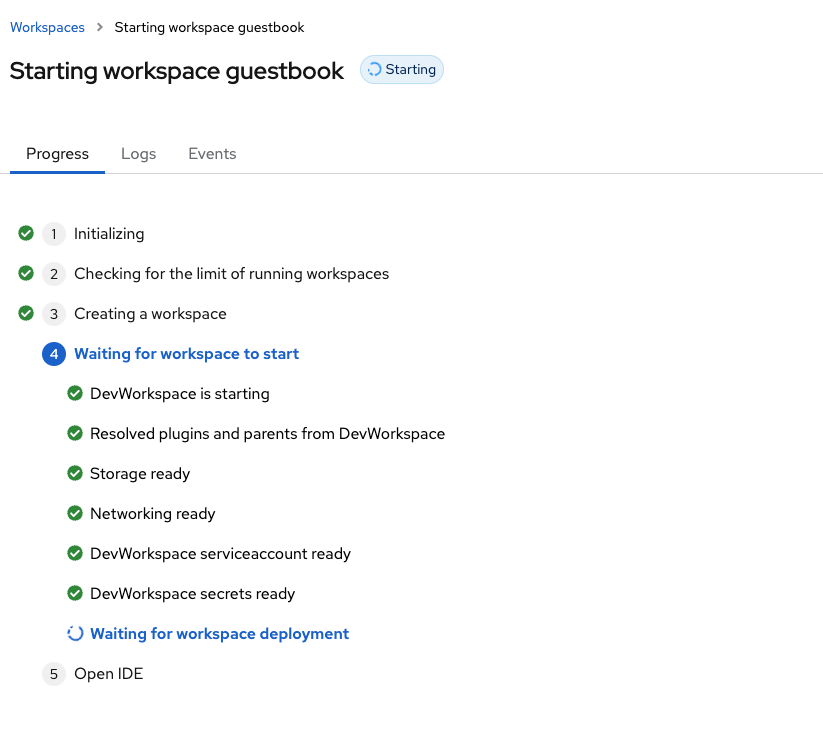 Workspaces > Starting workspace guestbook
Starting workspace guestbook Starting
Progress Logs Events
1 Initializing
2 Checking for the limit of running workspaces
3 Creating a workspace
4 Waiting for workspace to start
DevWorkspace is starting
Resolved plugins and parents from DevWorkspace
Storage ready
Networking ready
DevWorkspace serviceaccount ready
DevWorkspace secrets ready
Waiting for workspace deployment
5 Open IDE